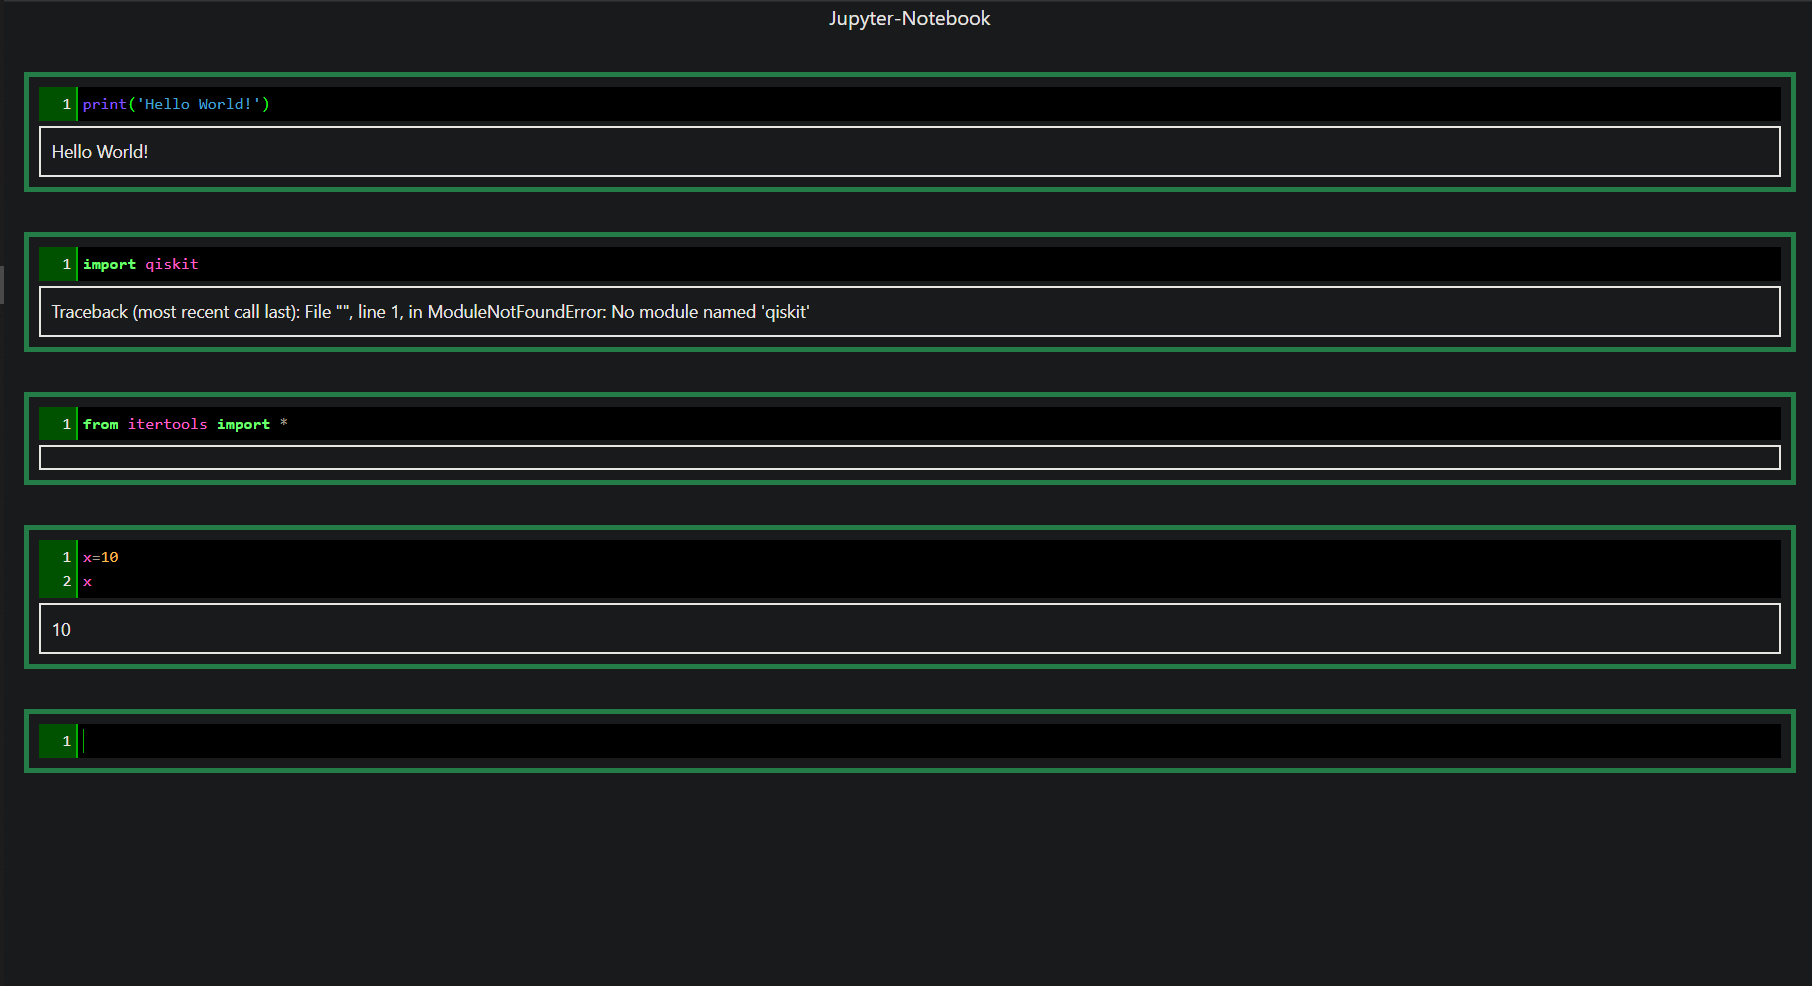 Jupyter-Notebook
1 print('Hello World!')
Hello World!
1 import qiskit
Traceback (most recent call last): File "", line 1, in ModuleNotFoundError: No module named 'qiskit'
1 from itertools import *
1 x=10
2 x
10
1